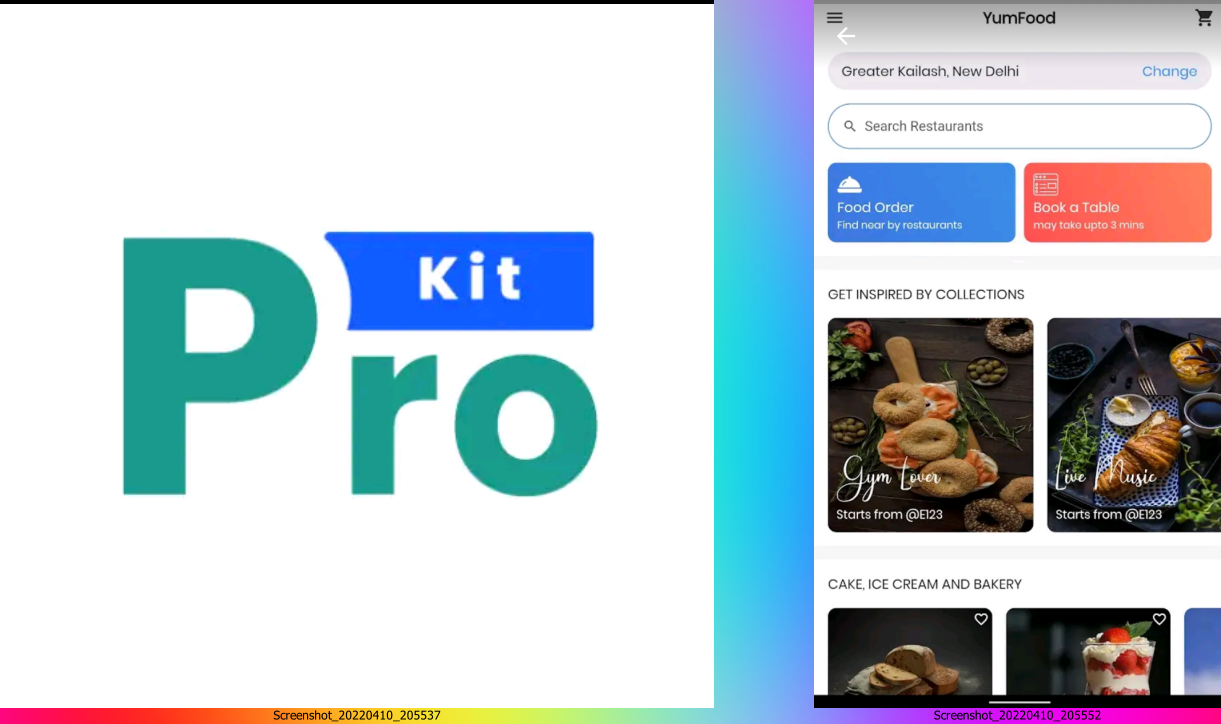 Kit
Pro
Screenshot_20220410_205537
YumFood
Greater Kailash, New Delhi
Change
Search Restaurants
Food Order
Find near by restaurants
Book a Table
may take upto 3 mins
GET INSPIRED BY COLLECTIONS
Gym Lover
Starts from @E123
Live Music
Starts from @E123
CAKE, ICE CREAM AND BAKERY
Screenshot_20220410_205552